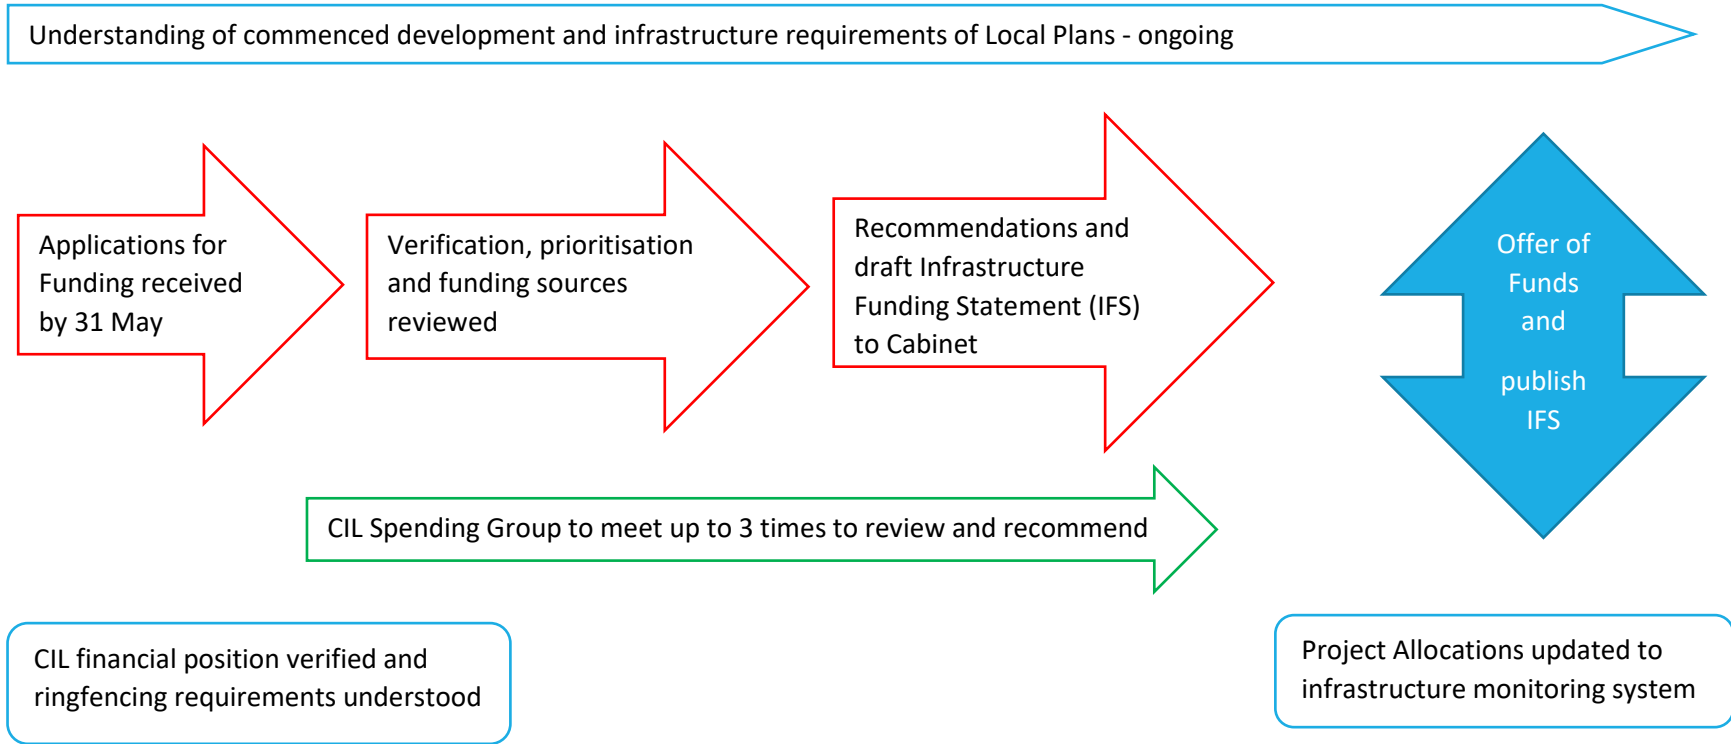 Understanding of commenced development and infrastructure requirements of Local Plans - ongoing
Applications for
Funding received
by 31 May
Verification, prioritisation
and funding sources
reviewed
Recommendations and
draft Infrastructure
Funding Statement (IFS)
to Cabinet
Offer of
Funds
and
publish
IFS
CIL Spending Group to meet up to 3 times to review and recommend
CIL financial position verified and
ringfencing requirements understood
Project Allocations updated to
infrastructure monitoring system